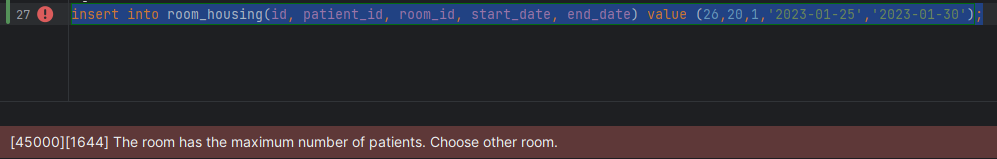 27 insert into room_housing(id, patient_id, room_id, start_date, end_date) value (26,20,1,'2023-01-25','2023-01-30');
[45000][1644] The room has the maximum number of patients. Choose other room.